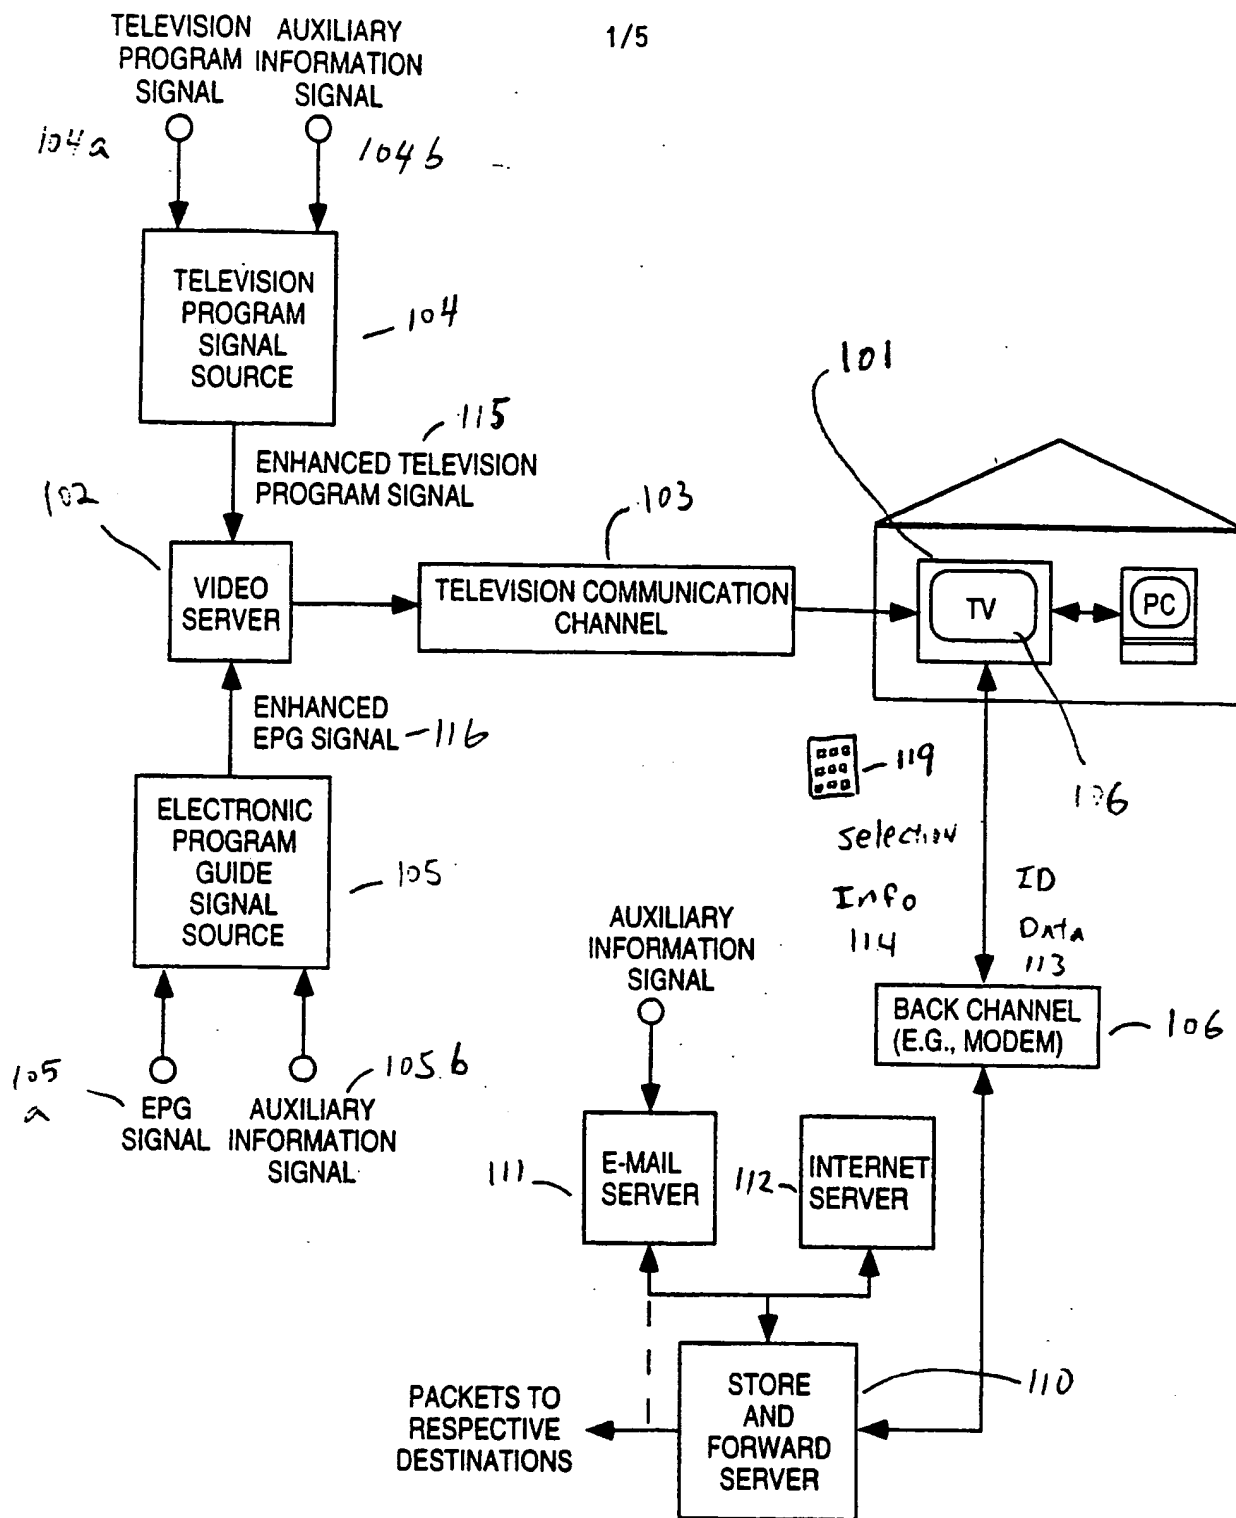 1/5
TELEVISION
PROGRAM
SIGNAL
AUXILIARY
INFORMATION
SIGNAL
104a
104b
TELEVISION
PROGRAM
SIGNAL
SOURCE
104
115
ENHANCED TELEVISION
PROGRAM SIGNAL
102
VIDEO
SERVER
103
TELEVISION COMMUNICATION
CHANNEL
101
TV
PC
106
ENHANCED
EPG SIGNAL
116
ELECTRONIC
PROGRAM
GUIDE
SIGNAL
SOURCE
105
105
a
EPG
SIGNAL
105b
AUXILIARY
INFORMATION
SIGNAL
119
selection
Info
114
ID
Data
113
BACK CHANNEL
(E.G., MODEM)
106
AUXILIARY
INFORMATION
SIGNAL
111
E-MAIL
SERVER
112
INTERNET
SERVER
STORE
AND
FORWARD
SERVER
110
PACKETS TO
RESPECTIVE
DESTINATIONS